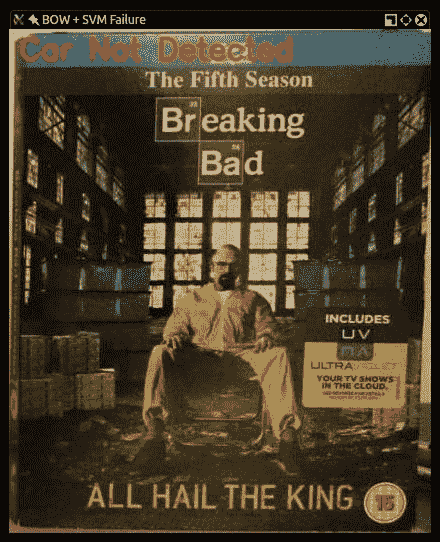 BOW + SVM Failure
Car Not Detected
The Fifth Season
Breaking
Bad
INCLUDES
UV
ULTRAVIOLET
YOUR TV SHOWS
IN THE CLOUD.
ALL HAIL THE KING
15